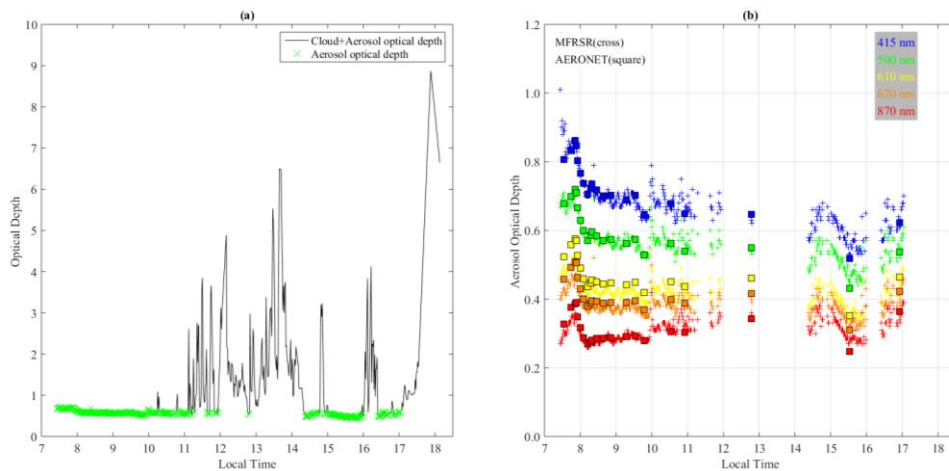 (a)
Cloud+Aerosol optical depth
Aerosol optical depth
Optical Depth
10
9
8
7
6
5
4
3
2
1
0
7 8 9 10 11 12 13 14 15 16 17 18
Local Time
(b)
MFRSR(cross)
AERONET(square)
415 nm
500 nm
610 nm
670 nm
870 nm
Aerosol Optical Depth
1.2
1.0
0.8
0.6
0.4
0.2
0.0
7 8 9 10 11 12 13 14 15 16 17 18
Local Time